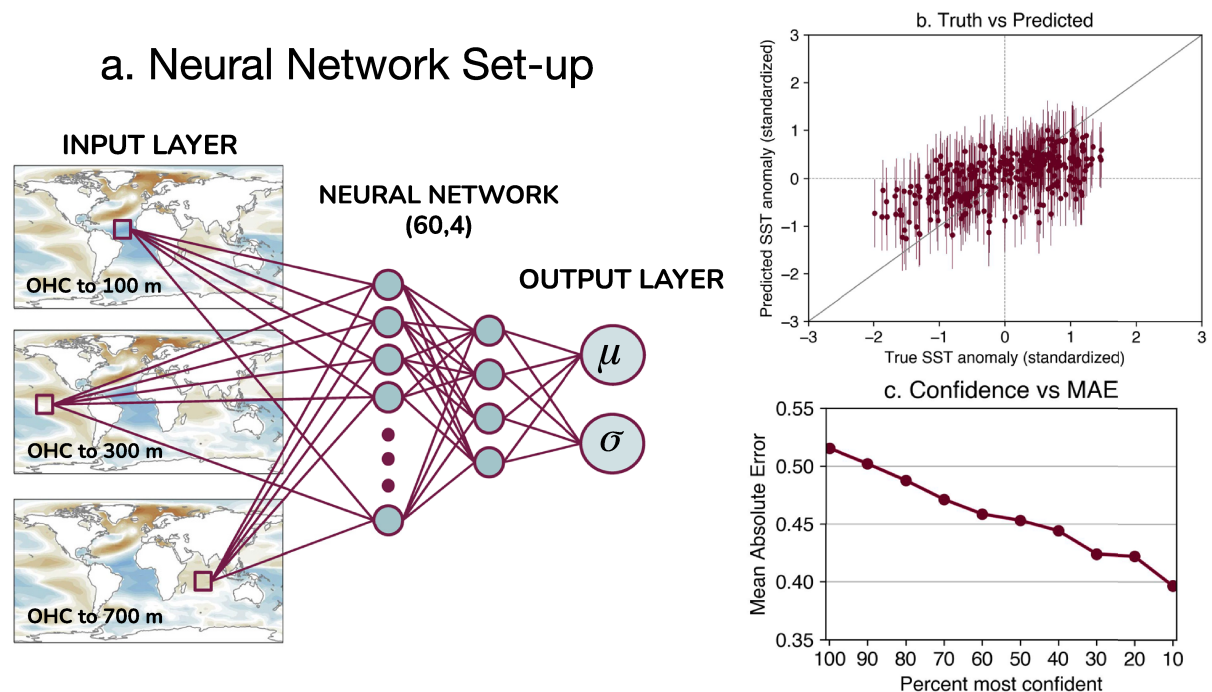 a. Neural Network Set-up
INPUT LAYER
OHC to 100 m
OHC to 300 m
OHC to 700 m
NEURAL NETWORK
(60,4)
OUTPUT LAYER
μ
σ
b. Truth vs Predicted
Predicted SST anomaly (standardized)
3
2
1
0
−1
−2
−3
−3
−2
−1
0
1
2
3
True SST anomaly (standardized)
c. Confidence vs MAE
Mean Absolute Error
0.55
0.50
0.45
0.40
0.35
100 90 80 70 60 50 40 30 20 10
Percent most confident